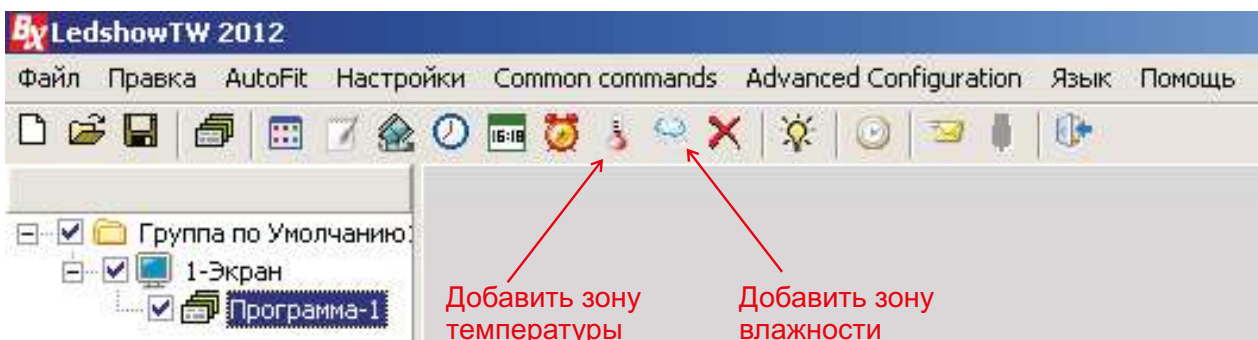 BX LedshowTW 2012
Файл Правка AutoFit Настройки Common commands Advanced Configuration Язык Помощь
16:18
Группа по Умолчанию
1-Экран
Программа-1
Добавить зону температуры
Добавить зону влажности